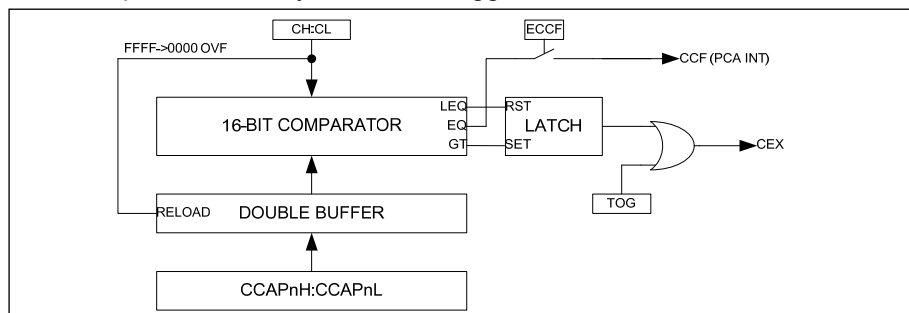 CH:CL
ECCF
FFFF->0000 OVF
CCF (PCA INT)
LEQ
RST
16-BIT COMPARATOR
EQ
LATCH
GT
SET
CEX
TOG
RELOAD
DOUBLE BUFFER
CCAPnH:CCAPnL